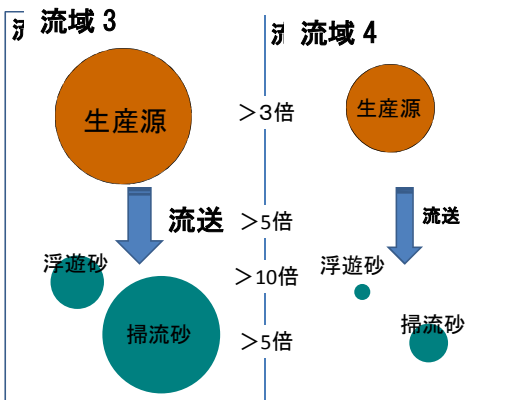 流域 3
流域 4
生産源
>3倍
生産源
流送
>5倍
流送
浮遊砂
>10倍
浮遊砂
掃流砂
>5倍
掃流砂